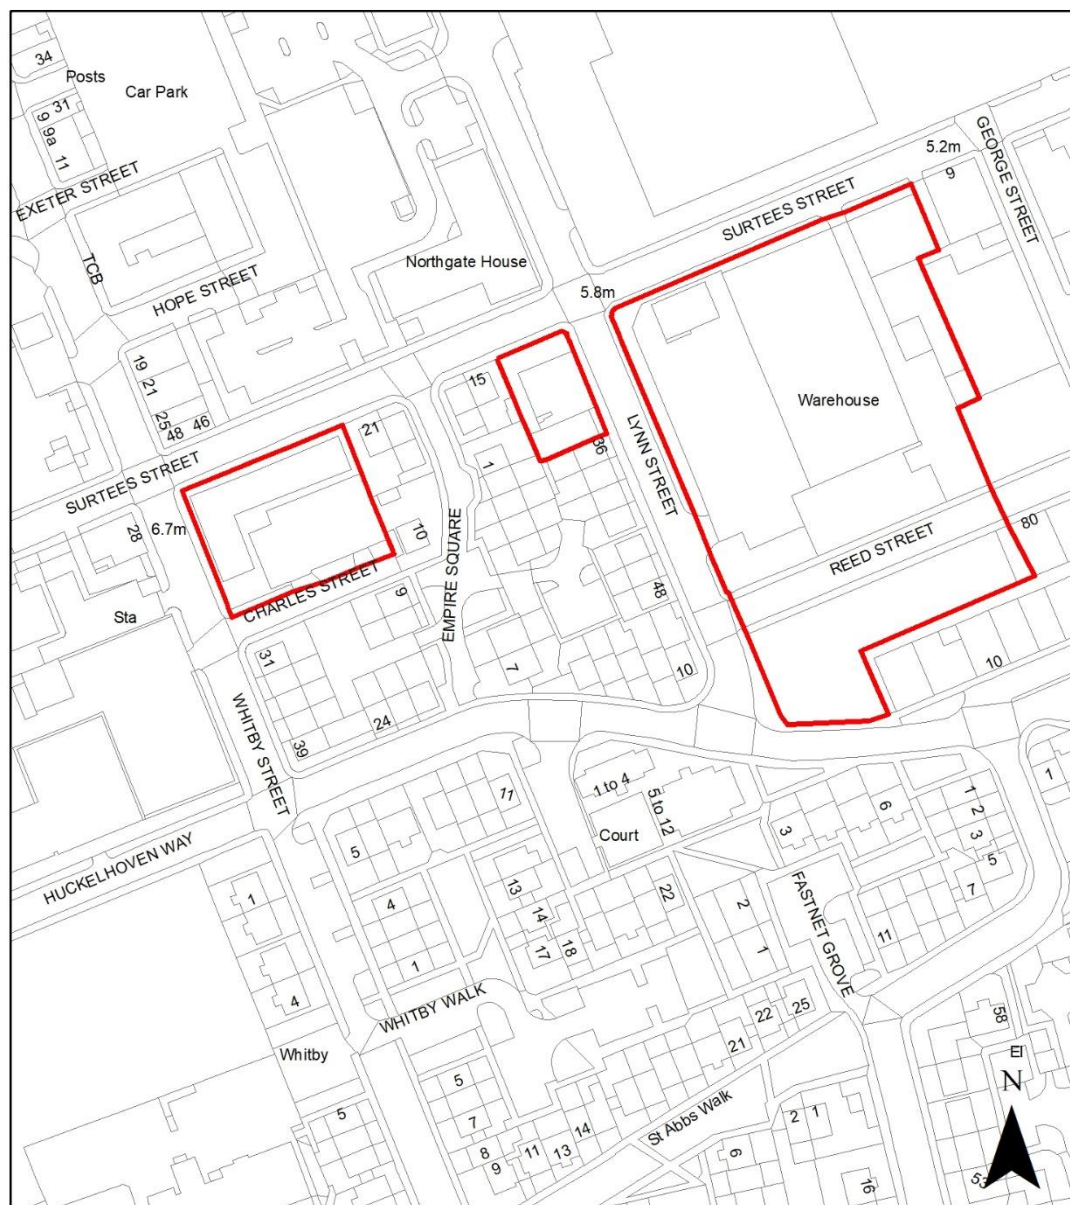 34
Posts
Car Park
31
9
9a
11
EXETER STREET
GEORGE STREET
5.2m
9
SURTEES STREET
TCB
Northgate House
HOPE STREET
5.8m
19
21
25
48
46
15
21
Warehouse
LYNN STREET
36
1
SURTEES STREET
6.7m
28
10
EMPIRE SQUARE
REED STREET
80
CHARLES STREET
9
48
Sta
31
7
10
10
WHITBY STREET
24
39
1 to 4
5 to 12
11
Court
5
3
6
1
2
3
5
7
1
HUCKELHOVEN WAY
1
4
13
14
17
18
22
2
1
FASTNET GROVE
11
1
4
WHITBY WALK
22
25
21
58
El
Whitby
N
5
5
7
8
9
11
13
14
St Abbs Walk
2
1
6
16
53